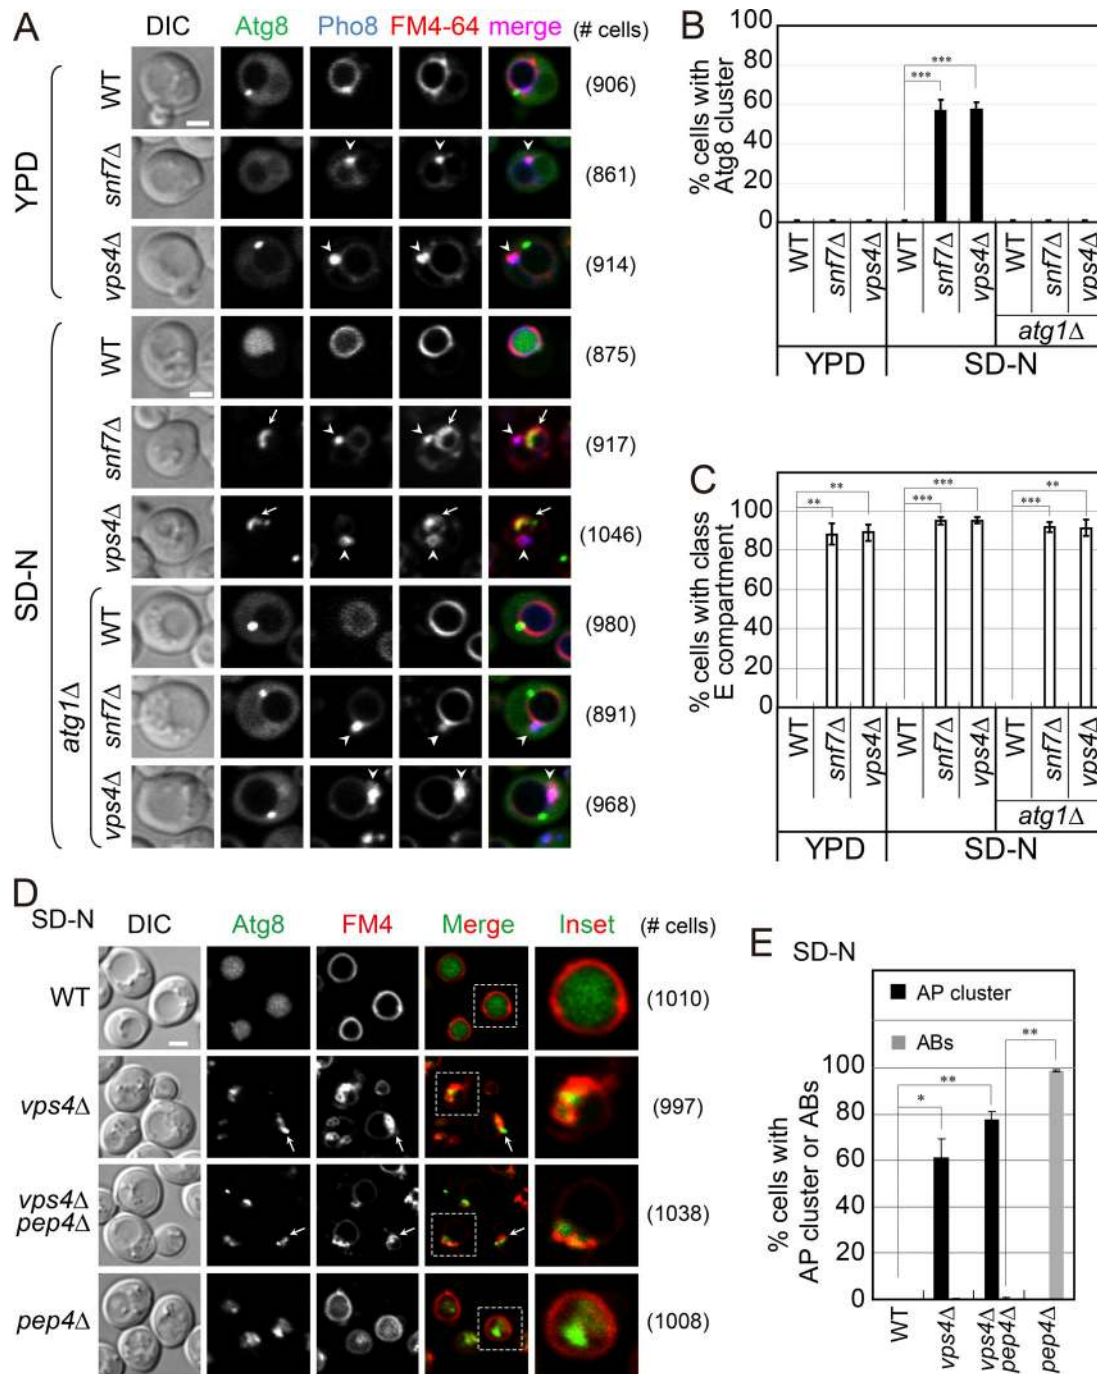 A
DIC Atg8 Pho8 FM4-64 merge (# cells)
YPD
WT (906)
snf7Δ (861)
vps4Δ (914)
SD-N
WT (875)
snf7Δ (917)
vps4Δ (1046)
atg1Δ
WT (980)
snf7Δ (891)
vps4Δ (968)
B
% cells with
Atg8 cluster
100
80
60
40
20
0
***
***
WT snf7Δ vps4Δ WT snf7Δ vps4Δ WT snf7Δ vps4Δ
atg1Δ
YPD SD-N
C
% cells with class
E compartment
100
80
60
40
20
0
** *** **
** *** ***
WT snf7Δ vps4Δ WT snf7Δ vps4Δ WT snf7Δ vps4Δ
atg1Δ
YPD SD-N
D
SD-N DIC Atg8 FM4 Merge Inset (# cells)
WT (1010)
vps4Δ (997)
vps4Δ
pep4Δ (1038)
pep4Δ (1008)
E SD-N
AP cluster
ABs
% cells with
AP cluster or ABs
100
80
60
40
20
0
**
**
*
WT vps4Δ vps4Δ pep4Δ pep4Δ